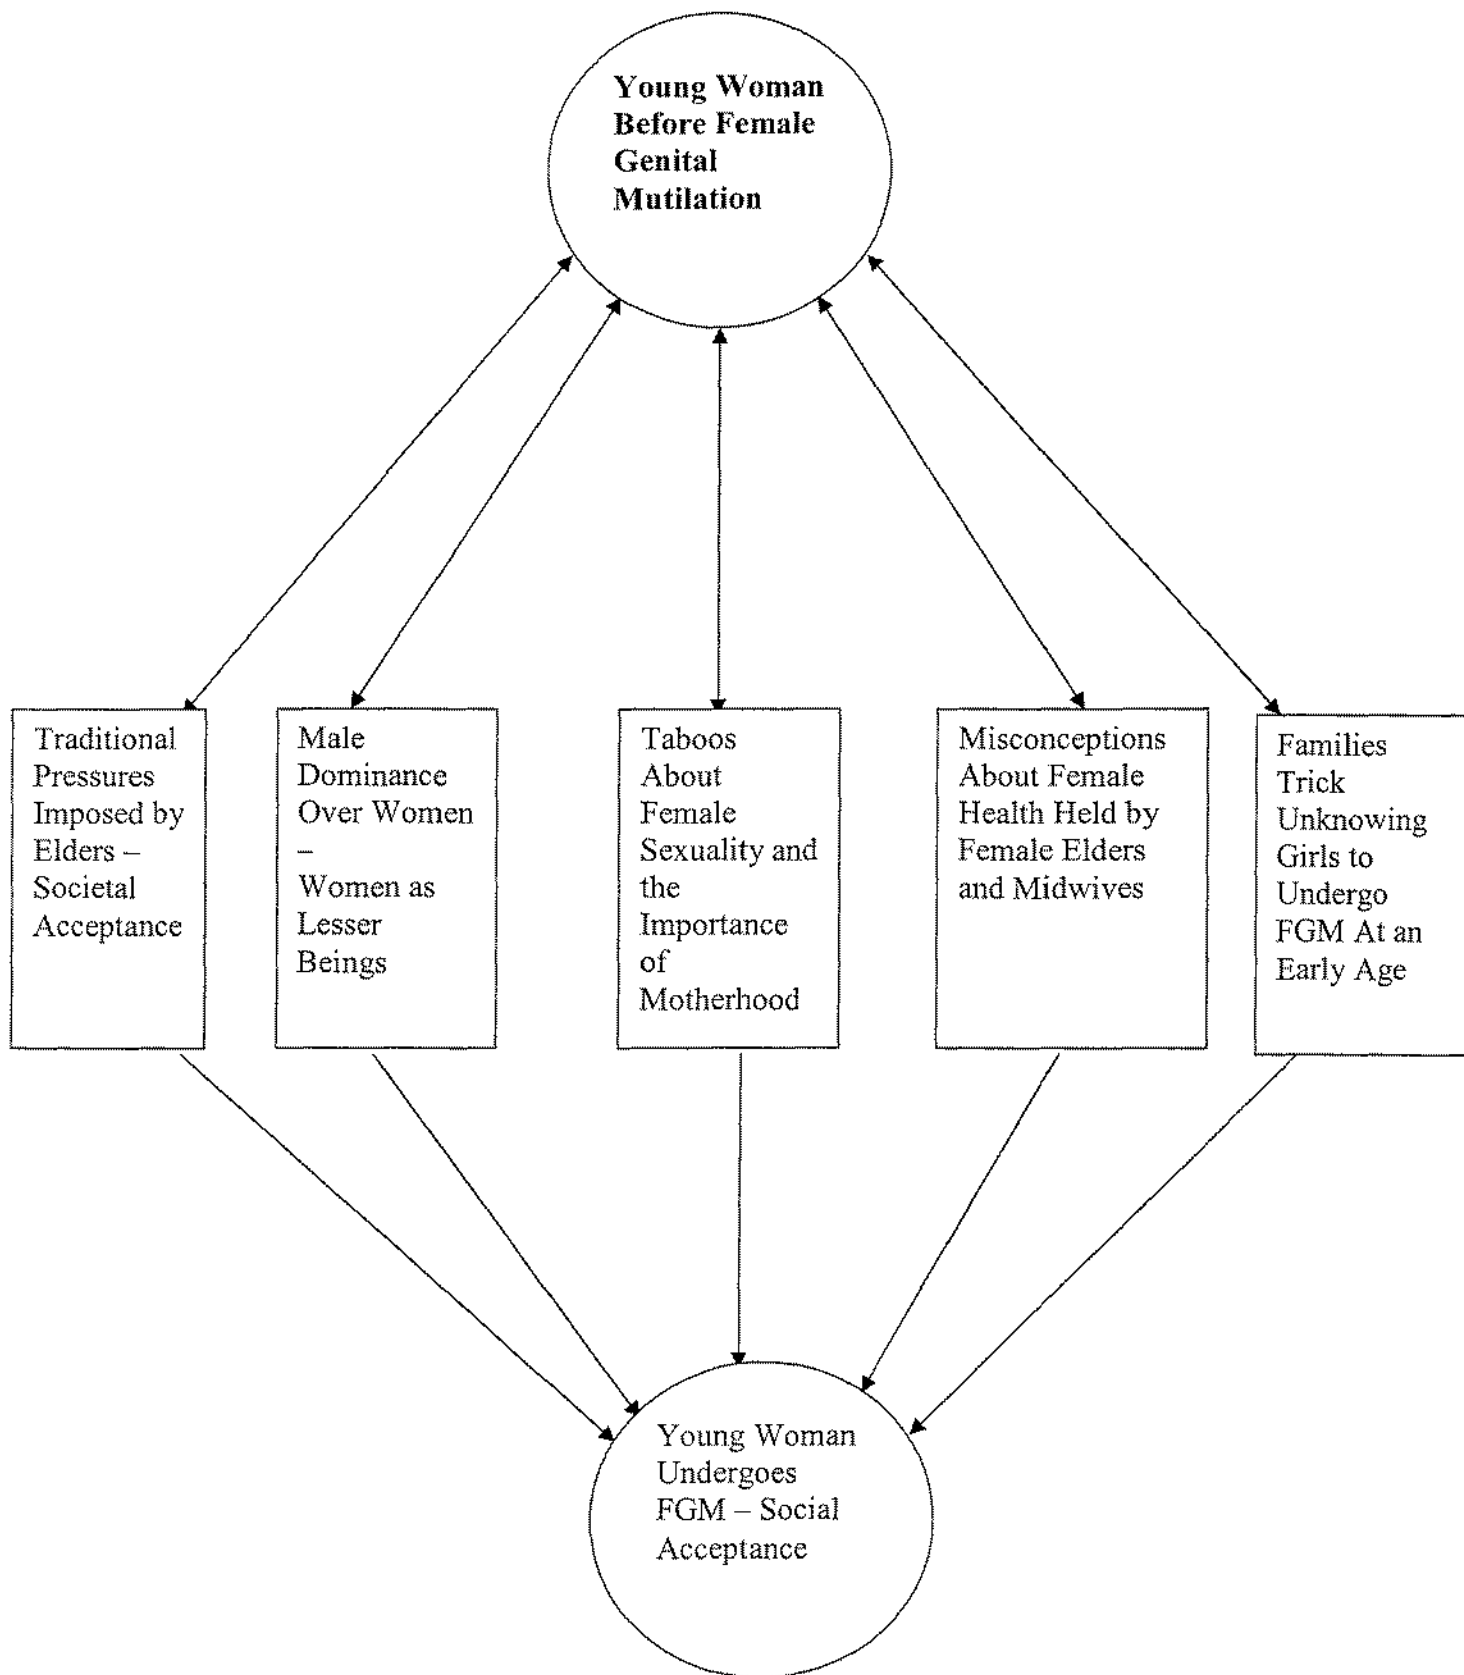 Young Woman
Before Female
Genital
Mutilation
Traditional
Pressures
Imposed by
Elders –
Societal
Acceptance
Male
Dominance
Over Women
–
Women as
Lesser
Beings
Taboos
About
Female
Sexuality and
the
Importance
of
Motherhood
Misconceptions
About Female
Health Held by
Female Elders
and Midwives
Families
Trick
Unknowing
Girls to
Undergo
FGM At an
Early Age
Young Woman
Undergoes
FGM – Social
Acceptance